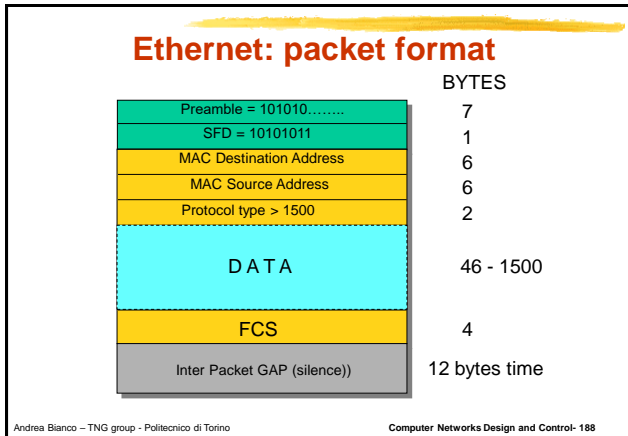 Ethernet: packet format
BYTES
Preamble = 101010…….. 7
SFD = 10101011 1
MAC Destination Address 6
MAC Source Address 6
Protocol type > 1500 2
D A T A 46 - 1500
FCS 4
Inter Packet GAP (silence)) 12 bytes time
Andrea Bianco – TNG group - Politecnico di Torino Computer Networks Design and Control- 188